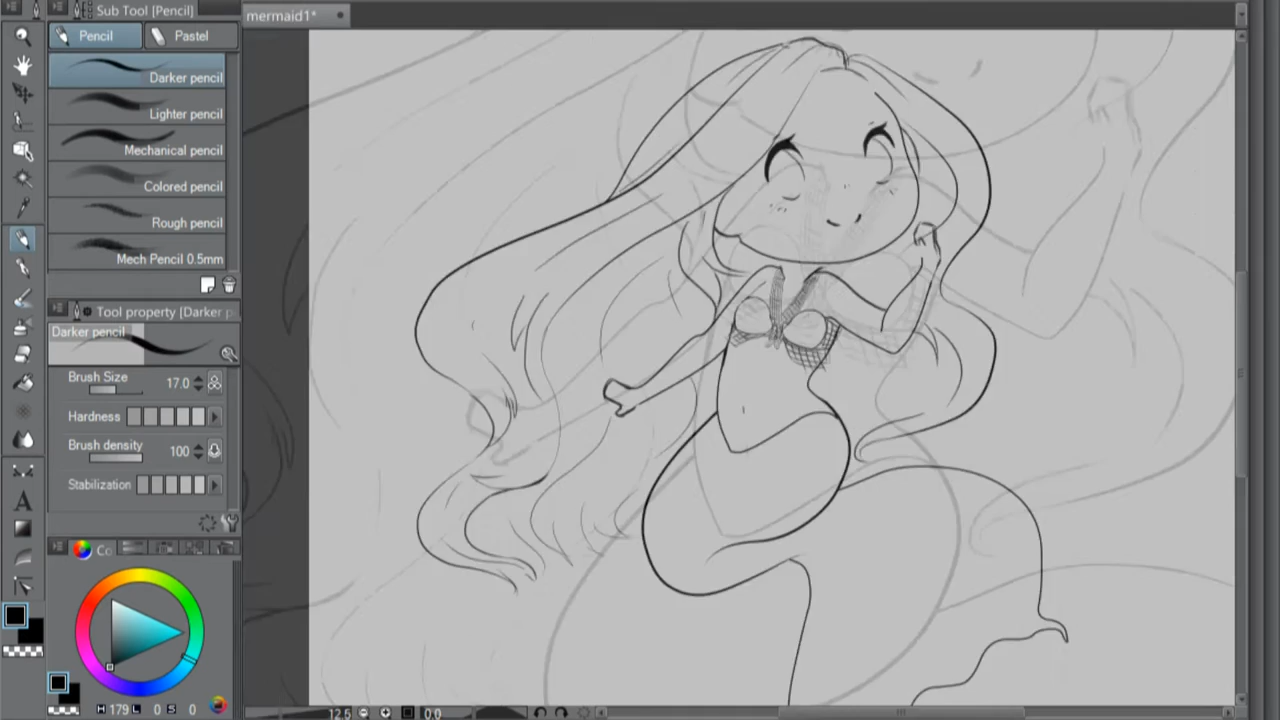 Sub Tool [Pencil]
mermaid1*
Pencil
Pastel
Darker pencil
Lighter pencil
Mechanical pencil
Colored pencil
Rough pencil
Mech Pencil 0.5mm
Tool property [Darker p
Darker pencil
Brush Size 17.0
Hardness
Brush density 100
Stabilization
Co
A
H 179 L 0 S 0
12.5
0.0